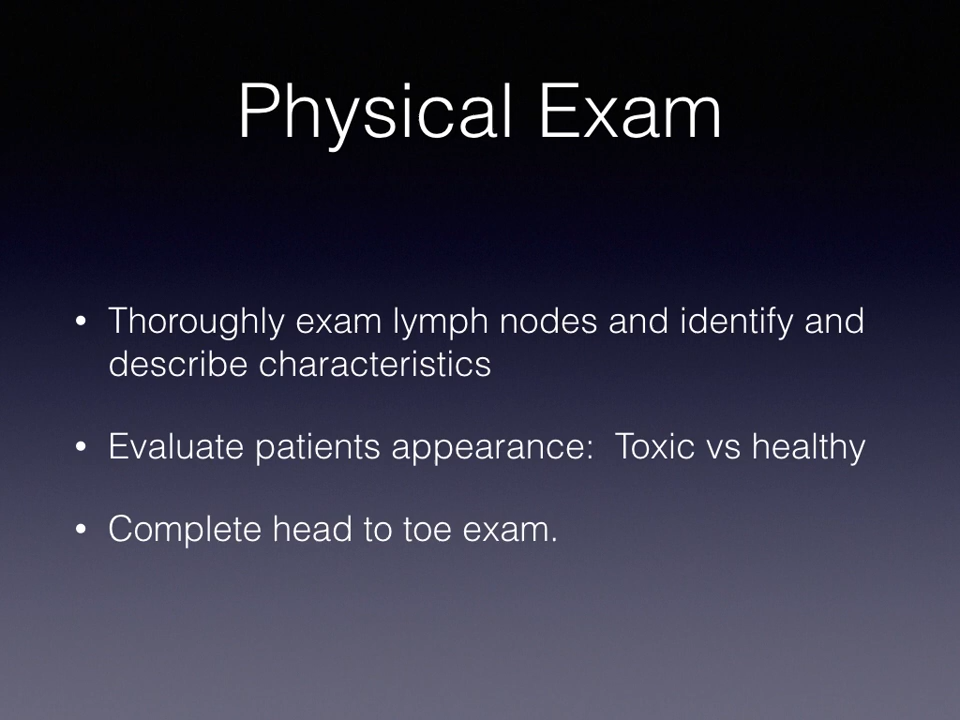 Physical Exam
• Thoroughly exam lymph nodes and identify and
describe characteristics
• Evaluate patients appearance:  Toxic vs healthy
• Complete head to toe exam.